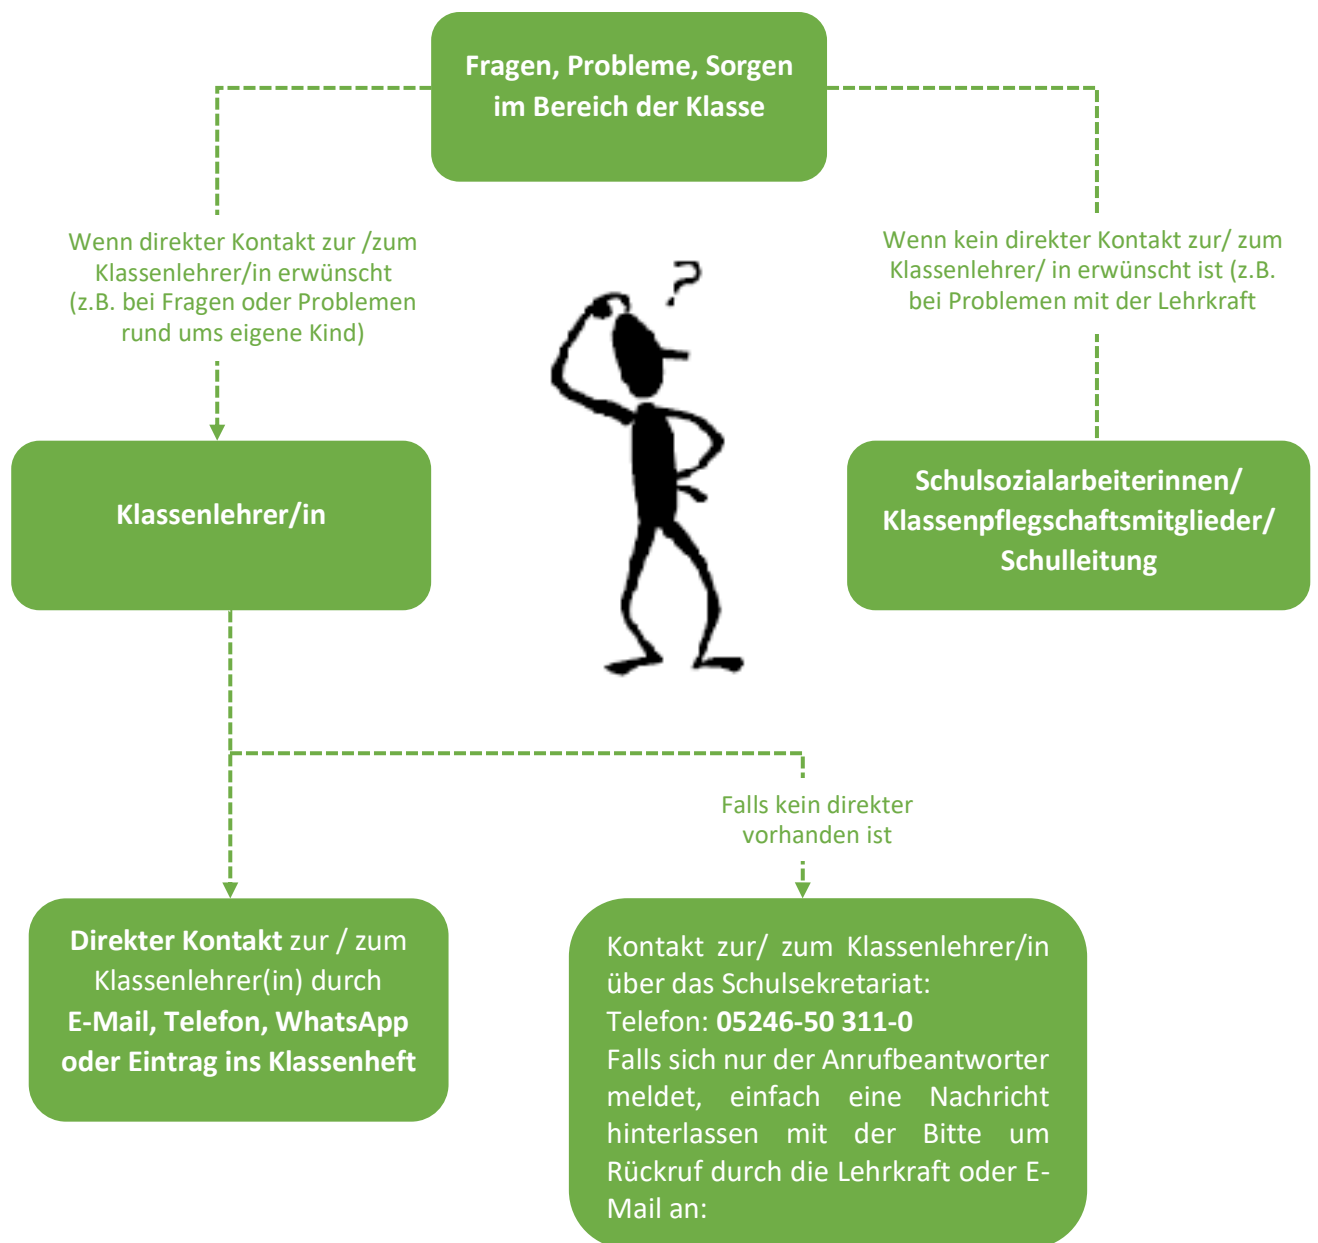 Fragen, Probleme, Sorgen
im Bereich der Klasse
Wenn direkter Kontakt zur /zum
Klassenlehrer/in erwünscht
(z.B. bei Fragen oder Problemen
rund ums eigene Kind)
Wenn kein direkter Kontakt zur/ zum
Klassenlehrer/ in erwünscht ist (z.B.
bei Problemen mit der Lehrkraft
?
Klassenlehrer/in
Schulsozialarbeiterinnen/
Klassenpflegschaftsmitglieder/
Schulleitung
Falls kein direkter
vorhanden ist
Direkter Kontakt zur / zum
Klassenlehrer(in) durch
E-Mail, Telefon, WhatsApp
oder Eintrag ins Klassenheft
Kontakt zur/ zum Klassenlehrer/in
über das Schulsekretariat:
Telefon: 05246-50 311-0
Falls sich nur der Anrufbeantworter
meldet, einfach eine Nachricht
hinterlassen mit der Bitte um
Rückruf durch die Lehrkraft oder E-
Mail an: